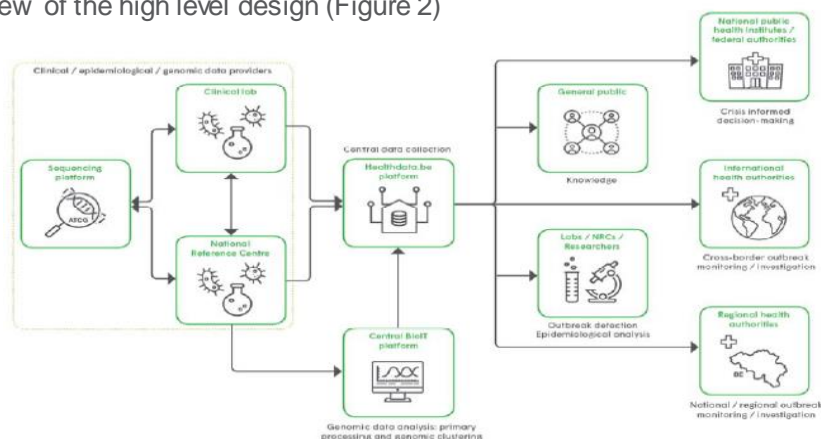 ew of the high level design (Figure 2)
Clinical / epidemiological / genomic data providers
Sequencing
platform
ATCG
Clinical lab
National
Reference Centre
Central data collection
Healthdata.be
platform
Central BioIT
platform
Genomic data analysis: primary
processing and genomic clustering
General public
Knowledge
Labs / NRCs /
Researchers
Outbreak detection
Epidemiological analysis
National public
health institutes /
federal authorities
Crisis informed
decision-making
International
health authorities
Cross-border outbreak
monitoring / investigation
Regional health
authorities
BE
National / regional outbreak
monitoring / investigation